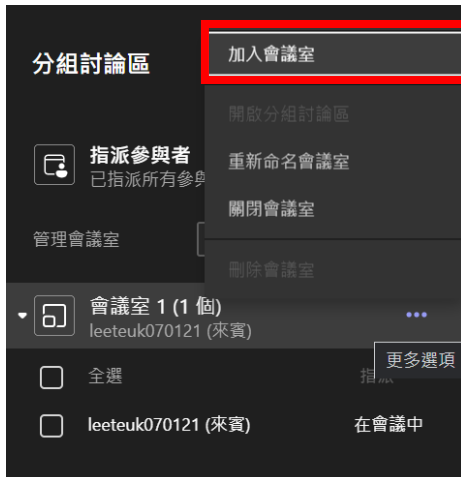 分組討論區
加入會議室
開啟分組討論區
重新命名會議室
關閉會議室
刪除會議室
指派參與者
已指派所有參與
管理會議室
會議室 1 (1 個)
leeteuk070121 (來賓)
更多選項
全選
指派
leeteuk070121 (來賓)
在會議中